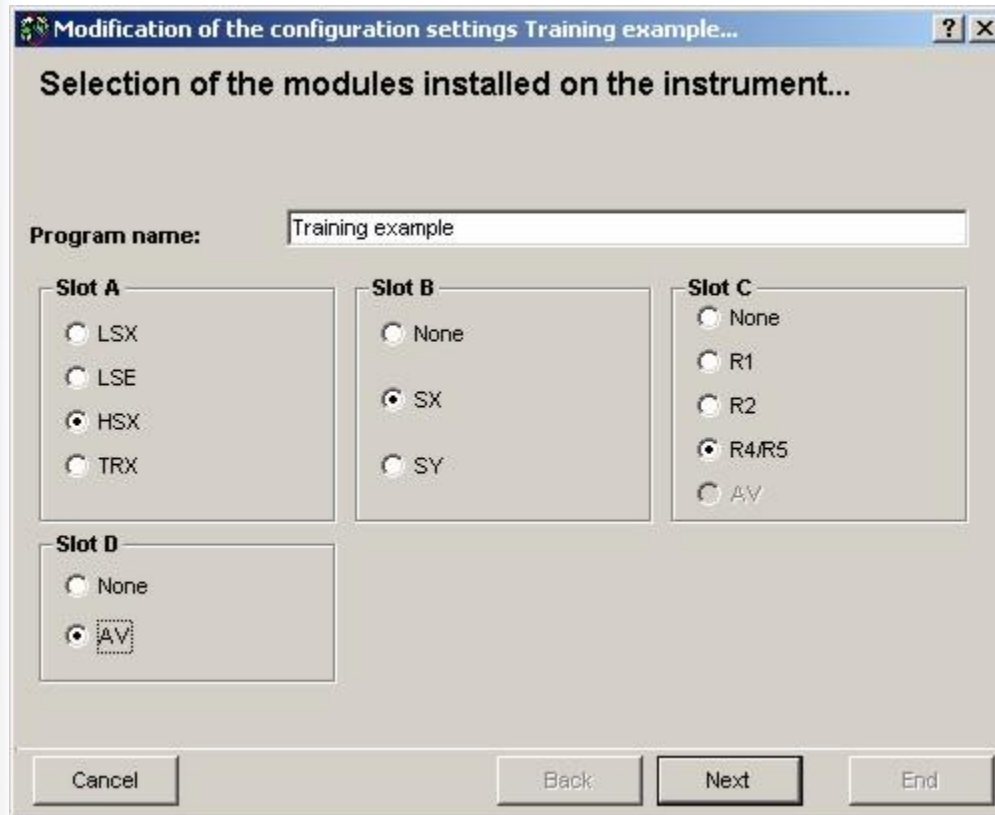 Modification of the configuration settings Training example...
Selection of the modules installed on the instrument...
Program name: Training example
Slot A
LSX
LSE
HSX
TRX
Slot B
None
SX
SY
Slot C
None
R1
R2
R4/R5
AV
Slot D
None
AV
Cancel Back Next End